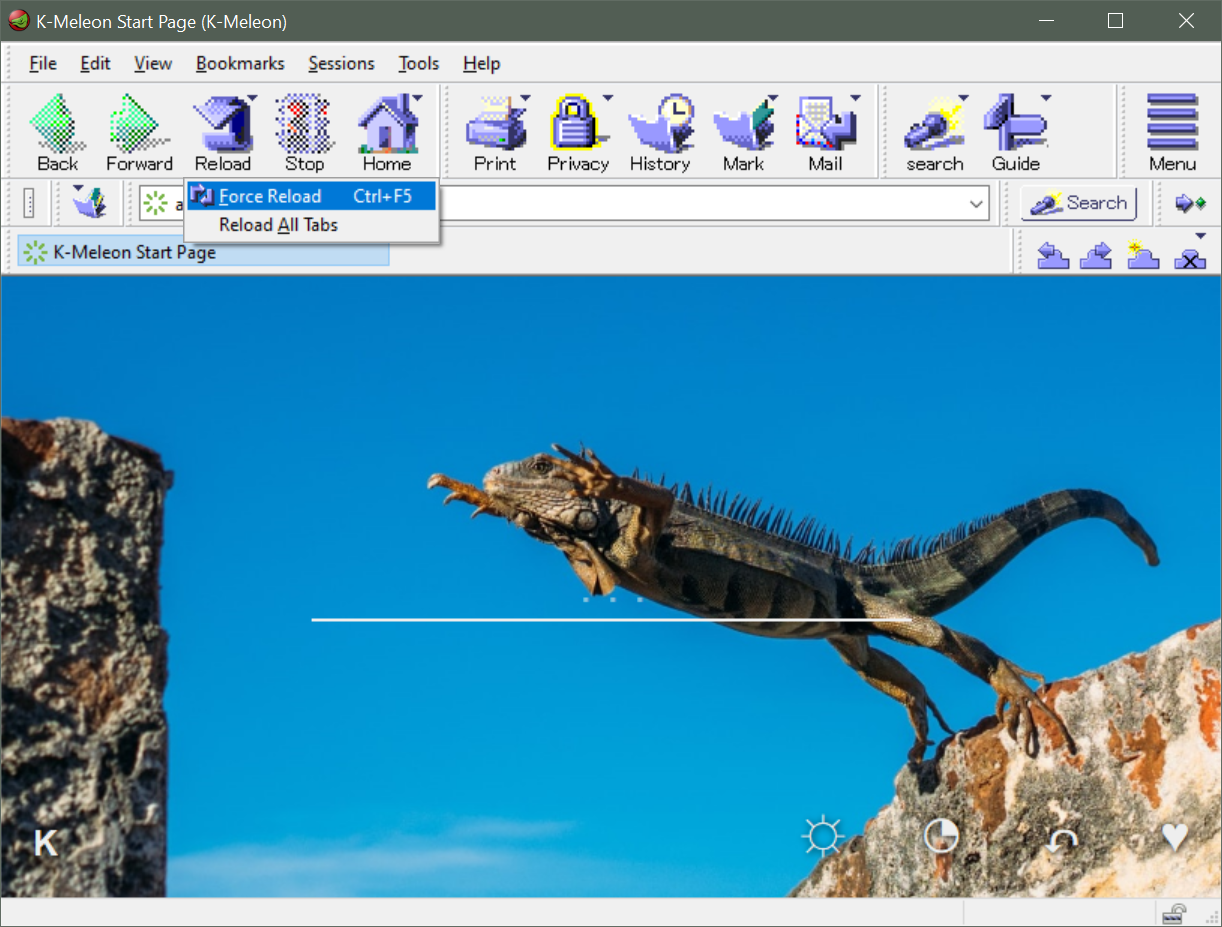 K-Meleon Start Page (K-Meleon)
File Edit View Bookmarks Sessions Tools Help
Back Forward Reload Stop Home Print Privacy History Mark Mail search Guide Menu
Force Reload Ctrl+F5
a
Search
Reload All Tabs
K-Meleon Start Page
K